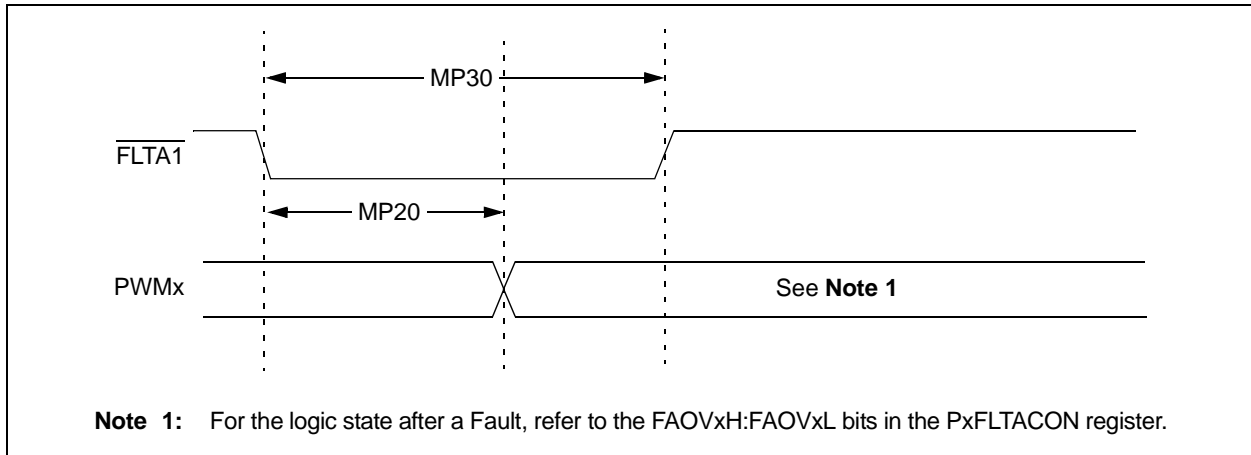 MP30
FLTA1
MP20
PWMx
See Note 1
Note 1: For the logic state after a Fault, refer to the FAOVxH:FAOVxL bits in the PxFLTACON register.